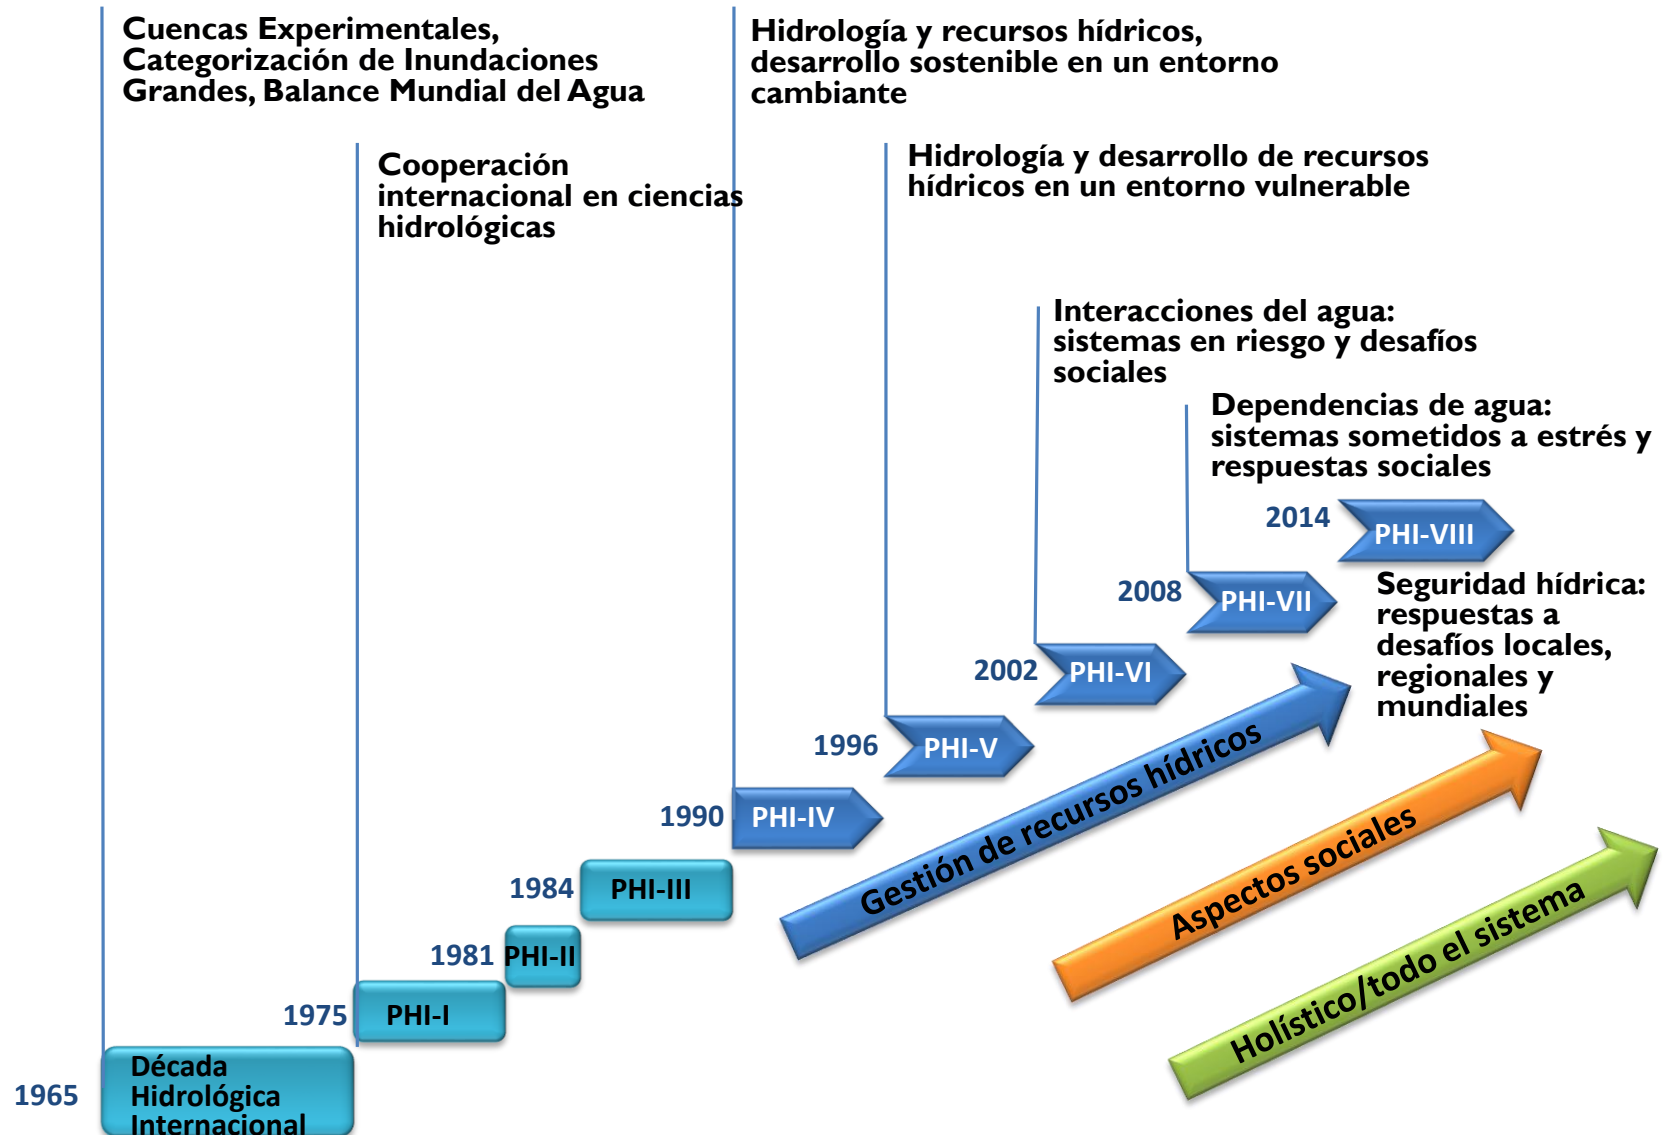 Cuencas Experimentales,
Categorización de Inundaciones
Grandes, Balance Mundial del Agua
Hidrología y recursos hídricos,
desarrollo sostenible en un entorno
cambiante
Cooperación
internacional en ciencias
hidrológicas
Hidrología y desarrollo de recursos
hídricos en un entorno vulnerable
Interacciones del agua:
sistemas en riesgo y desafíos
sociales
Dependencias de agua:
sistemas sometidos a estrés y
respuestas sociales
2014
PHI-VIII
Seguridad hídrica:
respuestas a
desafíos locales,
regionales y
mundiales
2008
PHI-VII
2002
PHI-VI
1996
PHI-V
1990
PHI-IV
1984
PHI-III
1981
PHI-II
1975
PHI-I
1965
Década
Hidrológica
Internacional
Gestión de recursos hídricos
Aspectos sociales
Holístico/todo el sistema